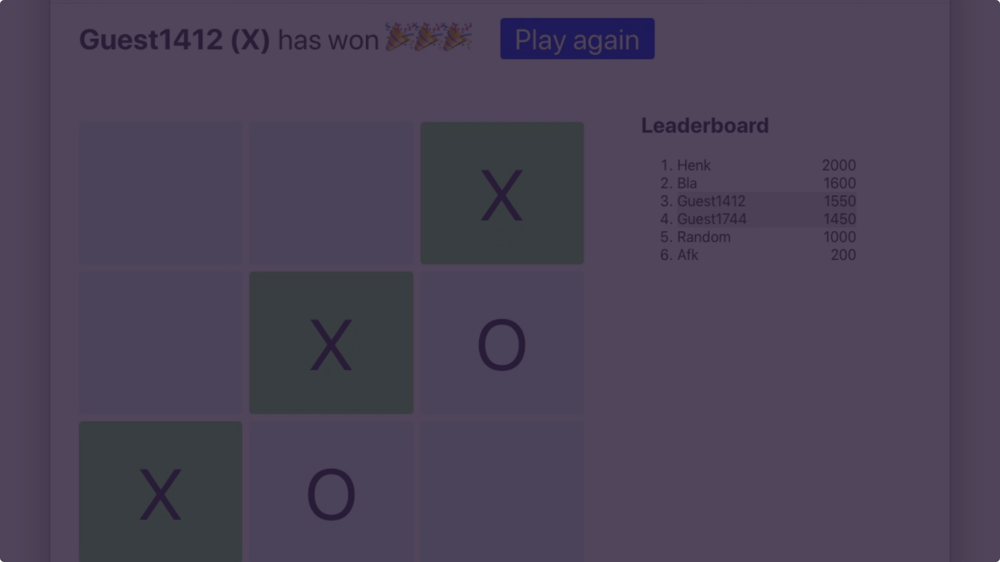 Guest1412 (X) has won 🎉🎉🎉
Play again
X
X O
X O
Leaderboard
1. Henk 2000
2. Bla 1600
3. Guest1412 1550
4. Guest1744 1450
5. Random 1000
6. Afk 200